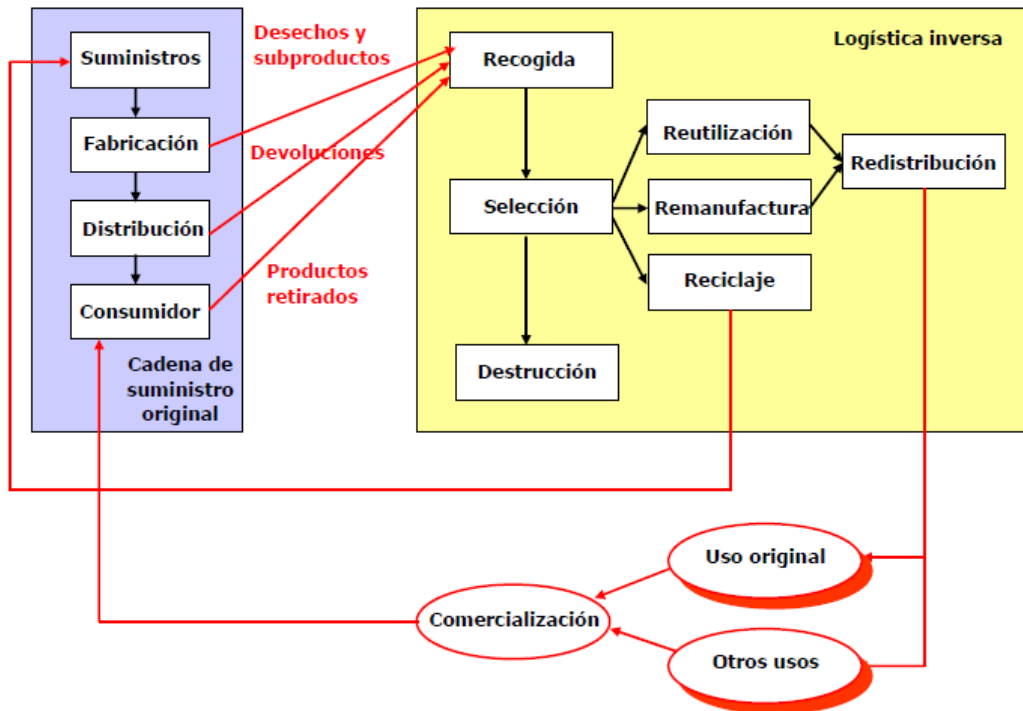 Suministros
Fabricación
Distribución
Consumidor
Cadena de
suministro
original
Desechos y
subproductos
Devoluciones
Productos
retirados
Logística inversa
Recogida
Selección
Destrucción
Reutilización
Remanufactura
Reciclaje
Redistribución
Uso original
Comercialización
Otros usos